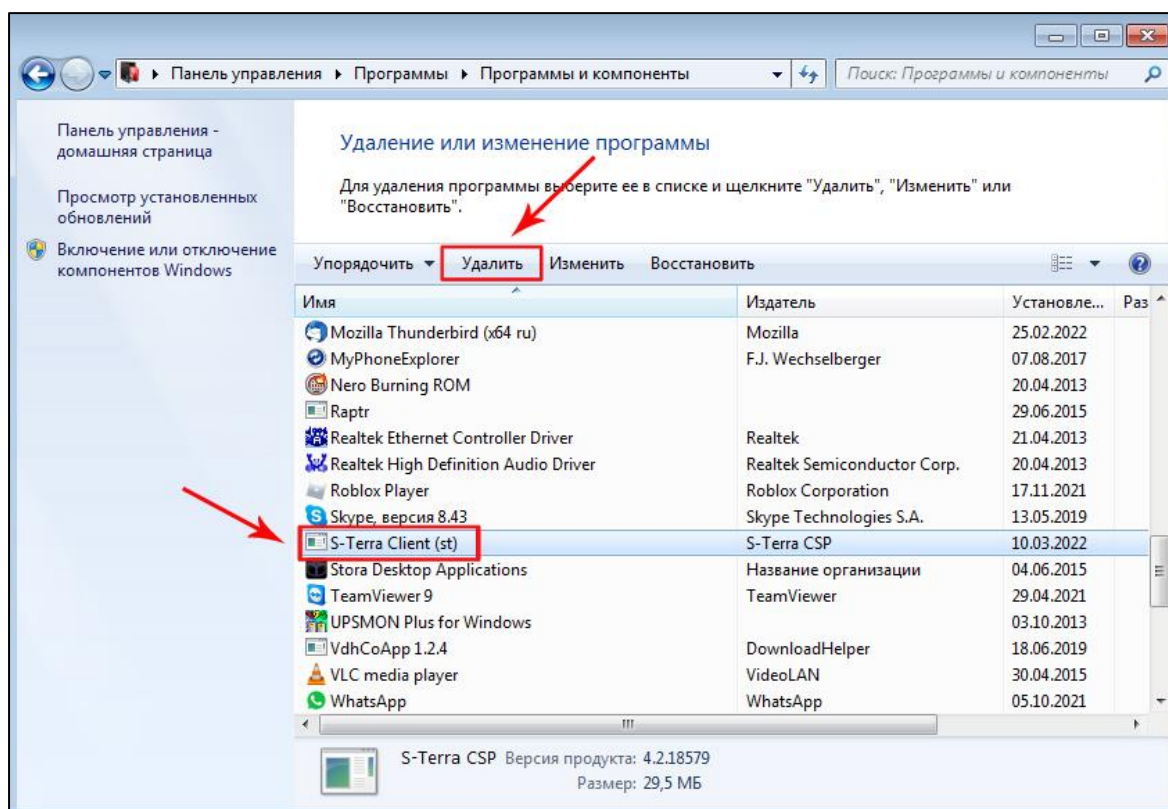 Панель управления ▸ Программы ▸ Программы и компоненты
Поиск: Программы и компоненты
Панель управления -
домашняя страница
Просмотр установленных
обновлений
Включение или отключение
компонентов Windows
Удаление или изменение программы
Для удаления программы выберите ее в списке и щелкните "Удалить", "Изменить" или
"Восстановить".
Упорядочить Удалить Изменить Восстановить
Имя Издатель Установле... Раз
Mozilla Thunderbird (x64 ru) Mozilla 25.02.2022
MyPhoneExplorer F.J. Wechselberger 07.08.2017
Nero Burning ROM 20.04.2013
Raptr 29.06.2015
Realtek Ethernet Controller Driver Realtek 21.04.2013
Realtek High Definition Audio Driver Realtek Semiconductor Corp. 20.04.2013
Roblox Player Roblox Corporation 17.11.2021
Skype, версия 8.43 Skype Technologies S.A. 13.05.2019
S-Terra Client (st) S-Terra CSP 10.03.2022
Stora Desktop Applications Название организации 04.06.2015
TeamViewer 9 TeamViewer 29.04.2021
UPSMON Plus for Windows 03.10.2013
VdhCoApp 1.2.4 DownloadHelper 18.06.2019
VLC media player VideoLAN 30.04.2015
WhatsApp WhatsApp 05.10.2021
S-Terra CSP Версия продукта: 4.2.18579
Размер: 29,5 МБ